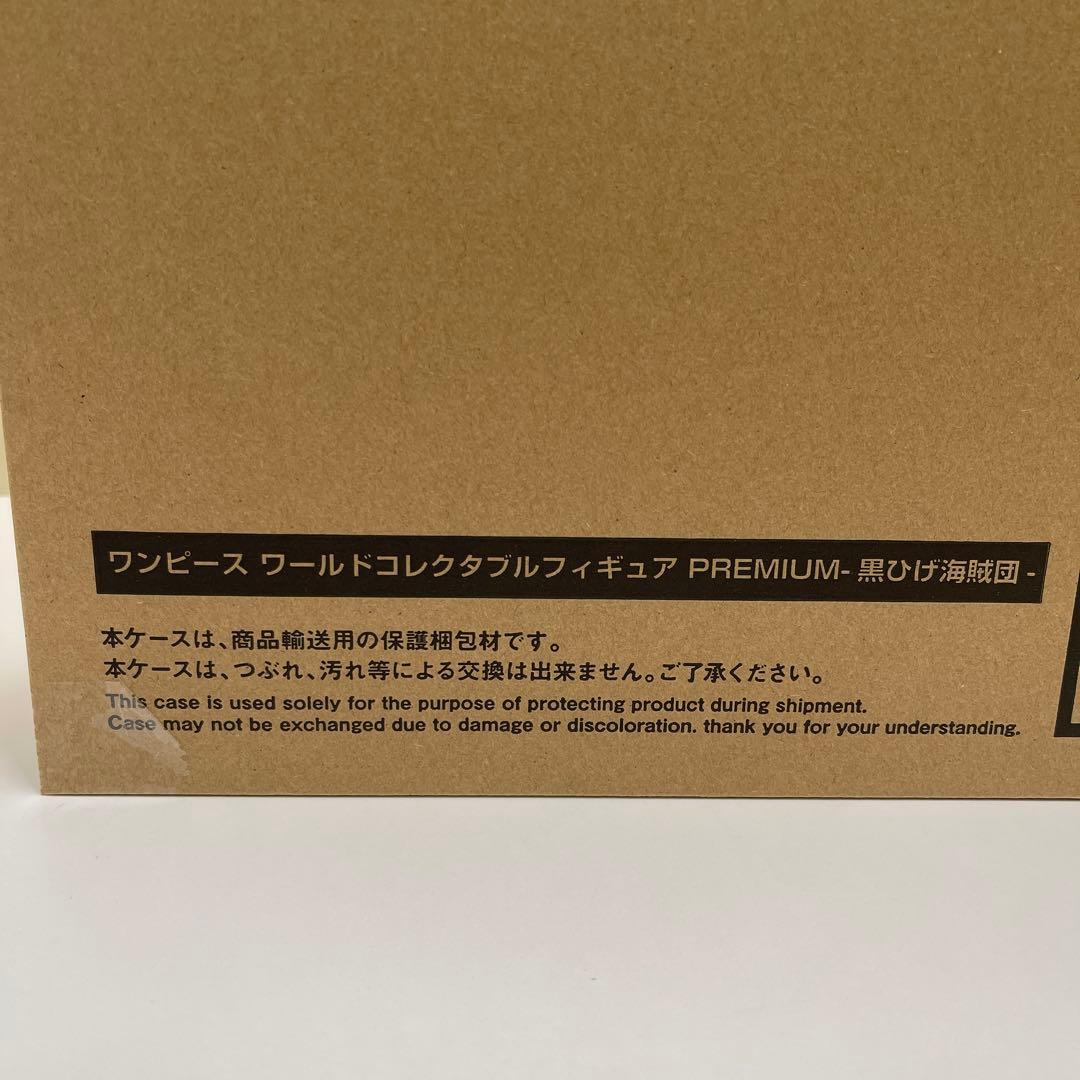 ワンピース ワールドコレクタブルフィギュア PREMIUM- 黒ひげ海賊団 -
本ケースは、商品輸送用の保護梱包材です。
本ケースは、つぶれ、汚れ等による交換は出来ません。ご了承ください。
This case is used solely for the purpose of protecting product during shipment.
Case may not be exchanged due to damage or discoloration. thank you for your understanding.